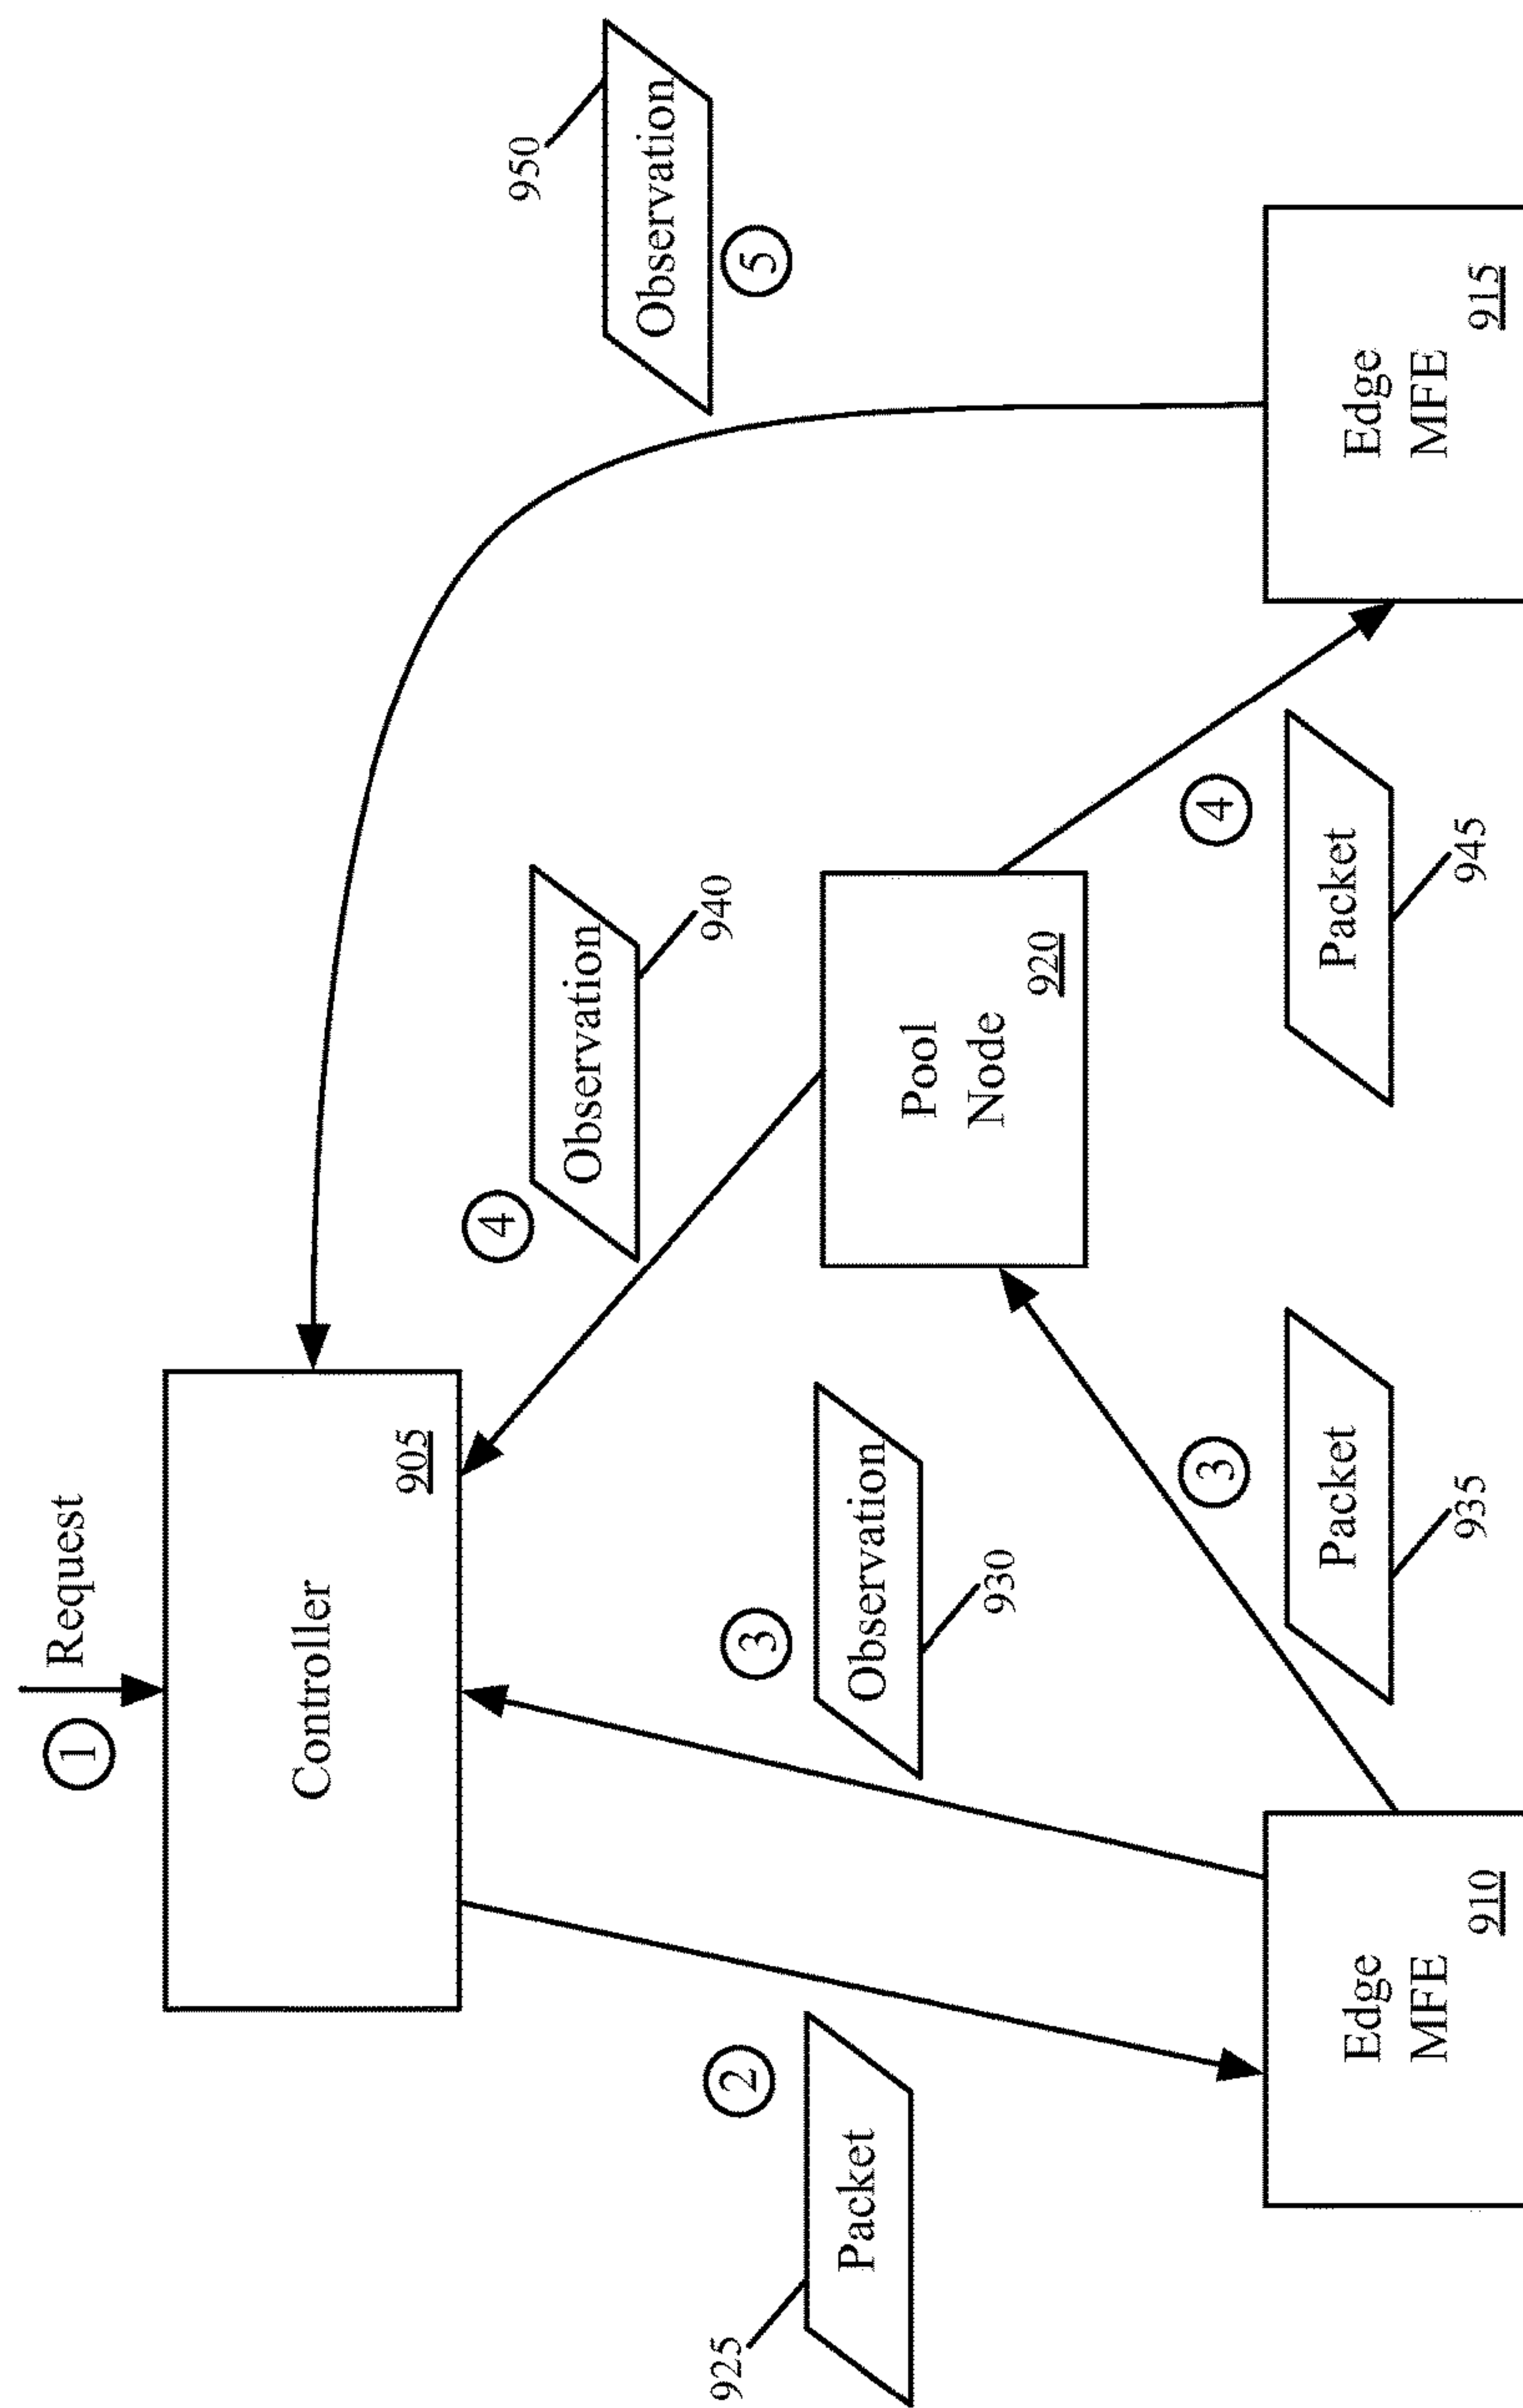 1
Request
Controller
905
2
Packet
925
3
Observation
930
4
Observation
940
5
Observation
950
Pool
Node
920
3
Packet
935
4
Packet
945
Edge
MFE
910
Edge
MFE
915